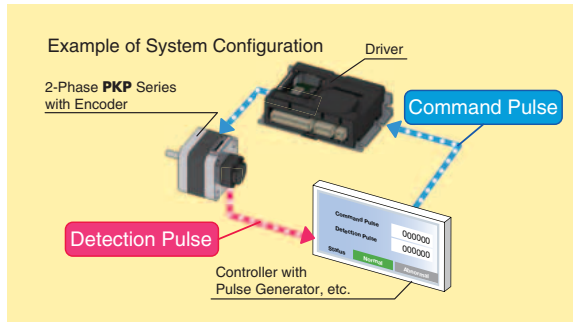 Example of System Configuration
Driver
2-Phase PKP Series
with Encoder
Command Pulse
Detection Pulse
Command Pulse
000000
Detection Pulse
000000
Status
Normal
Abnormal
Controller with
Pulse Generator, etc.